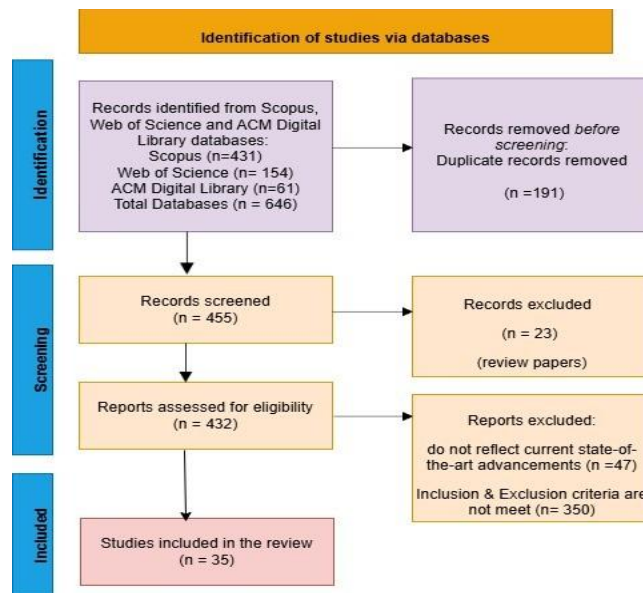 Identification of studies via databases
Identification
Records identified from Scopus,
Web of Science and ACM Digital
Library databases:
Scopus (n=431)
Web of Science (n= 154)
ACM Digital Library (n=61)
Total Databases (n = 646)
Records removed before
screening:
Duplicate records removed
(n =191)
Screening
Records screened
(n = 455)
Records excluded
(n = 23)
(review papers)
Reports assessed for eligibility
(n = 432)
Reports excluded:
do not reflect current state-of-
the-art advancements (n =47)
Inclusion & Exclusion criteria are
not meet (n= 350)
Included
Studies included in the review
(n = 35)